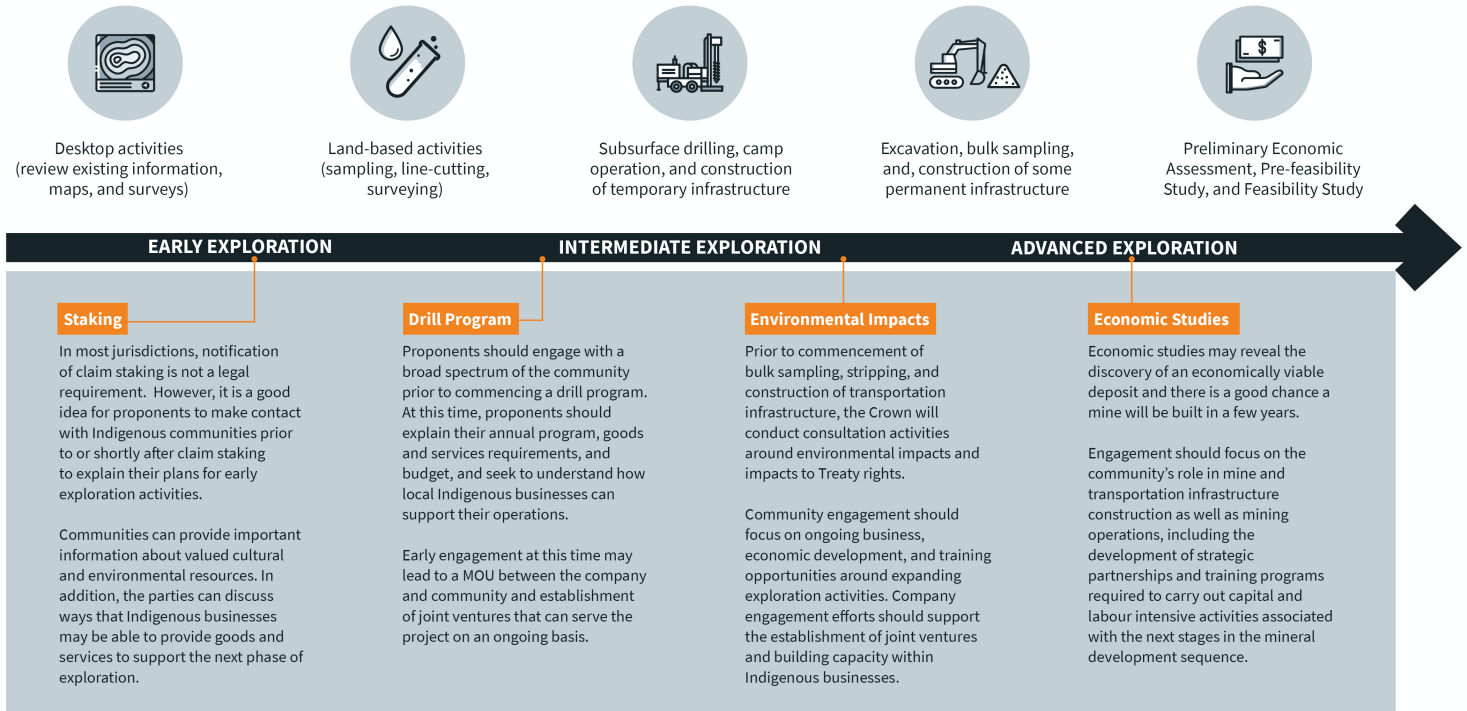 $
Desktop activities
(review existing information,
maps, and surveys)
Land-based activities
(sampling, line-cutting,
surveying)
Subsurface drilling, camp
operation, and construction
of temporary infrastructure
Excavation, bulk sampling,
and, construction of some
permanent infrastructure
Preliminary Economic
Assessment, Pre-feasibility
Study, and Feasibility Study
EARLY EXPLORATION
INTERMEDIATE EXPLORATION
ADVANCED EXPLORATION
Staking
In most jurisdictions, notification
of claim staking is not a legal
requirement.  However, it is a good
idea for proponents to make contact
with Indigenous communities prior
to or shortly after claim staking
to explain their plans for early
exploration activities.
Communities can provide important
information about valued cultural
and environmental resources. In
addition, the parties can discuss
ways that Indigenous businesses
may be able to provide goods and
services to support the next phase of
exploration.
Drill Program
Proponents should engage with a
broad spectrum of the community
prior to commencing a drill program.
At this time, proponents should
explain their annual program, goods
and services requirements, and
budget, and seek to understand how
local Indigenous businesses can
support their operations.
Early engagement at this time may
lead to a MOU between the company
and community and establishment
of joint ventures that can serve the
project on an ongoing basis.
Environmental Impacts
Prior to commencement of
bulk sampling, stripping, and
construction of transportation
infrastructure, the Crown will
conduct consultation activities
around environmental impacts and
impacts to Treaty rights.
Community engagement should
focus on ongoing business,
economic development, and training
opportunities around expanding
exploration activities. Company
engagement efforts should support
the establishment of joint ventures
and building capacity within
Indigenous businesses.
Economic Studies
Economic studies may reveal the
discovery of an economically viable
deposit and there is a good chance a
mine will be built in a few years.
Engagement should focus on the
community's role in mine and
transportation infrastructure
construction as well as mining
operations, including the
development of strategic
partnerships and training programs
required to carry out capital and
labour intensive activities associated
with the next stages in the mineral
development sequence.